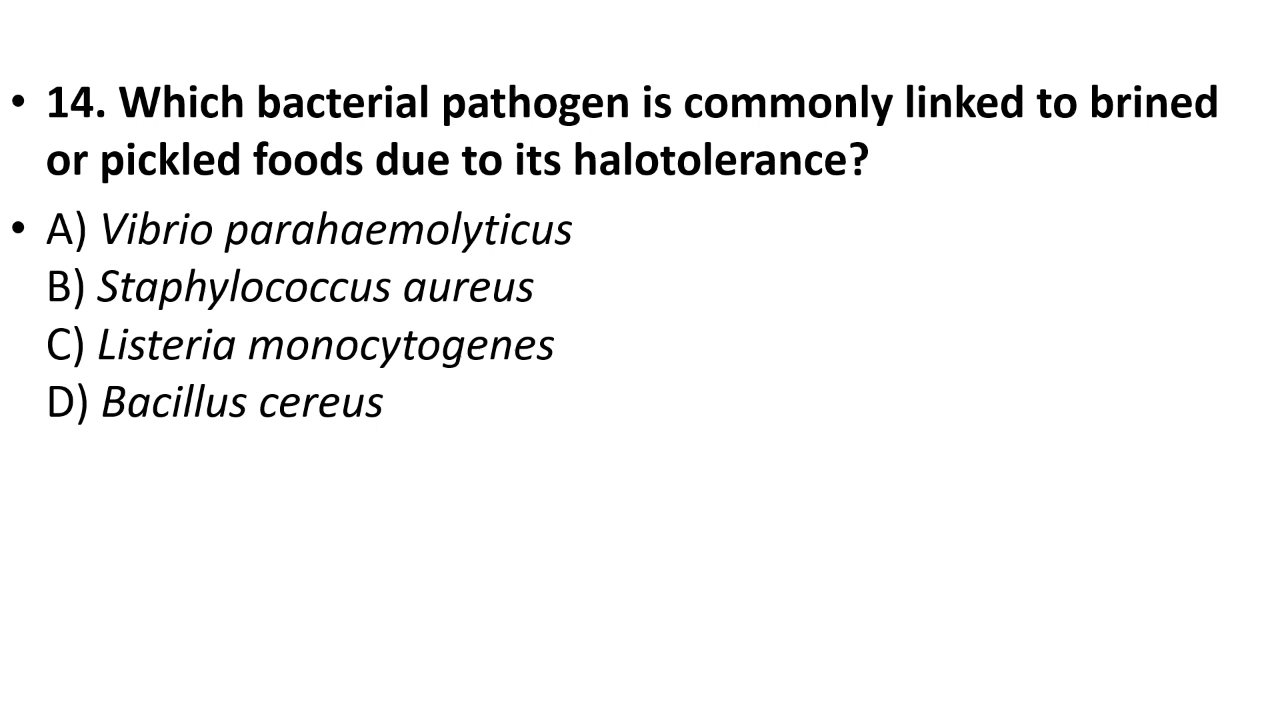 • 14. Which bacterial pathogen is commonly linked to brined
or pickled foods due to its halotolerance?
• A) Vibrio parahaemolyticus
B) Staphylococcus aureus
C) Listeria monocytogenes
D) Bacillus cereus